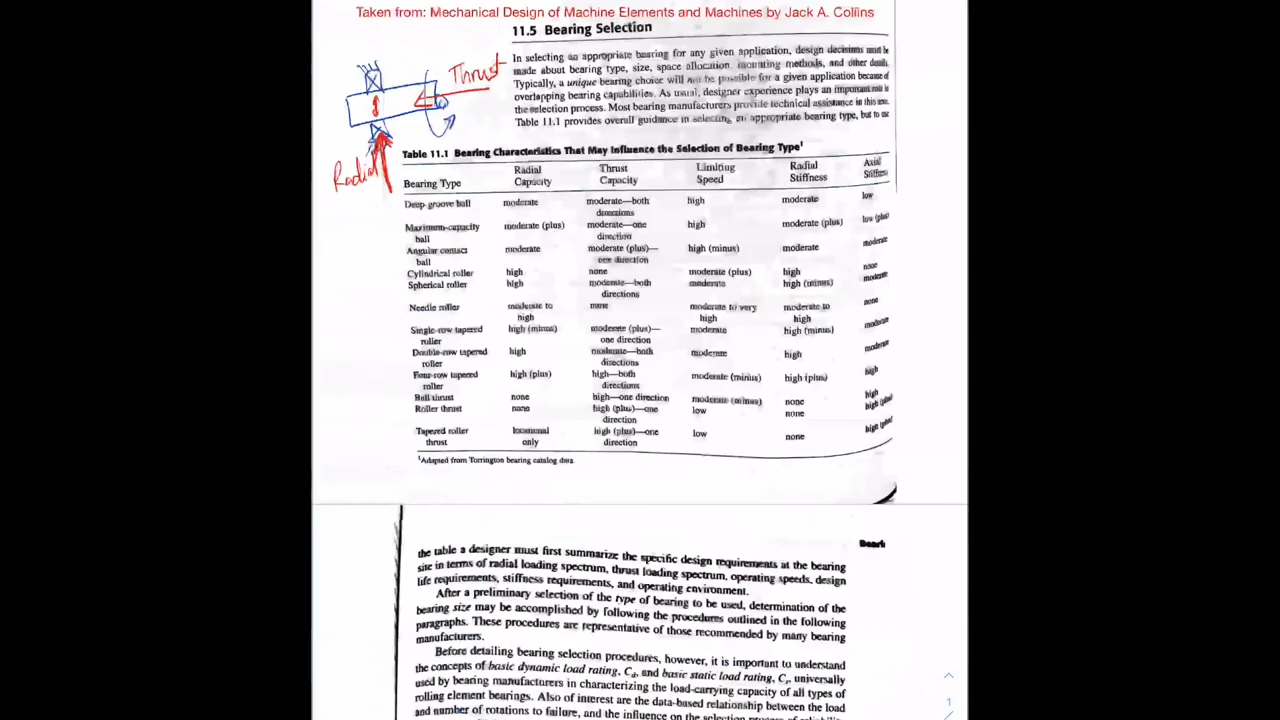 Taken from: Mechanical Design of Machine Elements and Machines by Jack A. Collins
11.5 Bearing Selection
In selecting an appropriate bearing for any given application, design decisions must be
made about bearing type, size, space allocation, mounting methods, and other details.
Typically, a unique bearing choice will not be possible for a given application because of
overlapping bearing capabilities. As usual, designer experience plays an important role in
the selection process. Most bearing manufacturers provide technical assistance in this area.
Table 11.1 provides overall guidance in selecting an appropriate bearing type, but to use
Thrust
Radial
Table 11.1 Bearing Characteristics That May Influence the Selection of Bearing Type¹
Radial Thrust Limiting Radial Axial
Bearing Type Capacity Capacity Speed Stiffness Stiffness
Deep-groove ball moderate moderate—both high moderate low
directions
Maximum-capacity moderate (plus) moderate—one high moderate (plus) low (plus)
ball direction
Angular contact moderate moderate (plus)— high (minus) moderate moderate
ball one direction
Cylindrical roller high none moderate (plus) high none
Spherical roller high moderate—both moderate high (minus) moderate
directions
Needle roller moderate to none moderate to very moderate to none
high high high
Single-row tapered high (minus) moderate (plus)— moderate high (minus) moderate
roller one direction
Double-row tapered high moderate—both moderate high moderate
roller directions
Four-row tapered high (plus) high—both moderate (minus) high (plus) high
roller directions
Ball thrust none high—one direction moderate (minus) none high
Roller thrust none high (plus)—one low none high (plus)
direction
Tapered roller locational high (plus)—one low none high (plus)
thrust only direction
¹Adapted from Torrington bearing catalog data.
the table a designer must first summarize the specific design requirements at the bearing
site in terms of radial loading spectrum, thrust loading spectrum, operating speeds, design
life requirements, stiffness requirements, and operating environment.
After a preliminary selection of the type of bearing to be used, determination of the
bearing size may be accomplished by following the procedures outlined in the following
paragraphs. These procedures are representative of those recommended by many bearing
manufacturers.
Before detailing bearing selection procedures, however, it is important to understand
the concepts of basic dynamic load rating, C_d, and basic static load rating, C_s, universally
used by bearing manufacturers in characterizing the load-carrying capacity of all types of
rolling element bearings. Also of interest are the data-based relationship between the load
and number of rotations to failure, and the influence on the selection process of
1